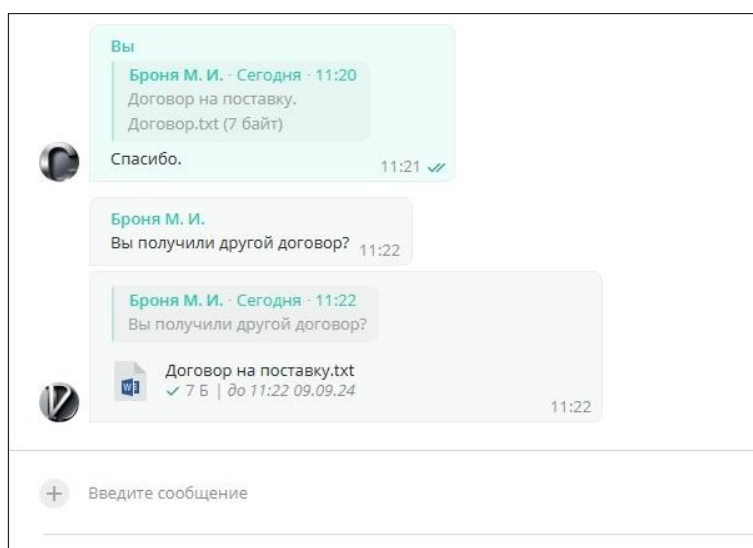 Вы
Броня М. И. · Сегодня · 11:20
Договор на поставку.
Договор.txt (7 байт)
Спасибо.
11:21
Броня М. И.
Вы получили другой договор? 11:22
Броня М. И. · Сегодня · 11:22
Вы получили другой договор?
Договор на поставку.txt
7 Б | до 11:22 09.09.24
11:22
Введите сообщение